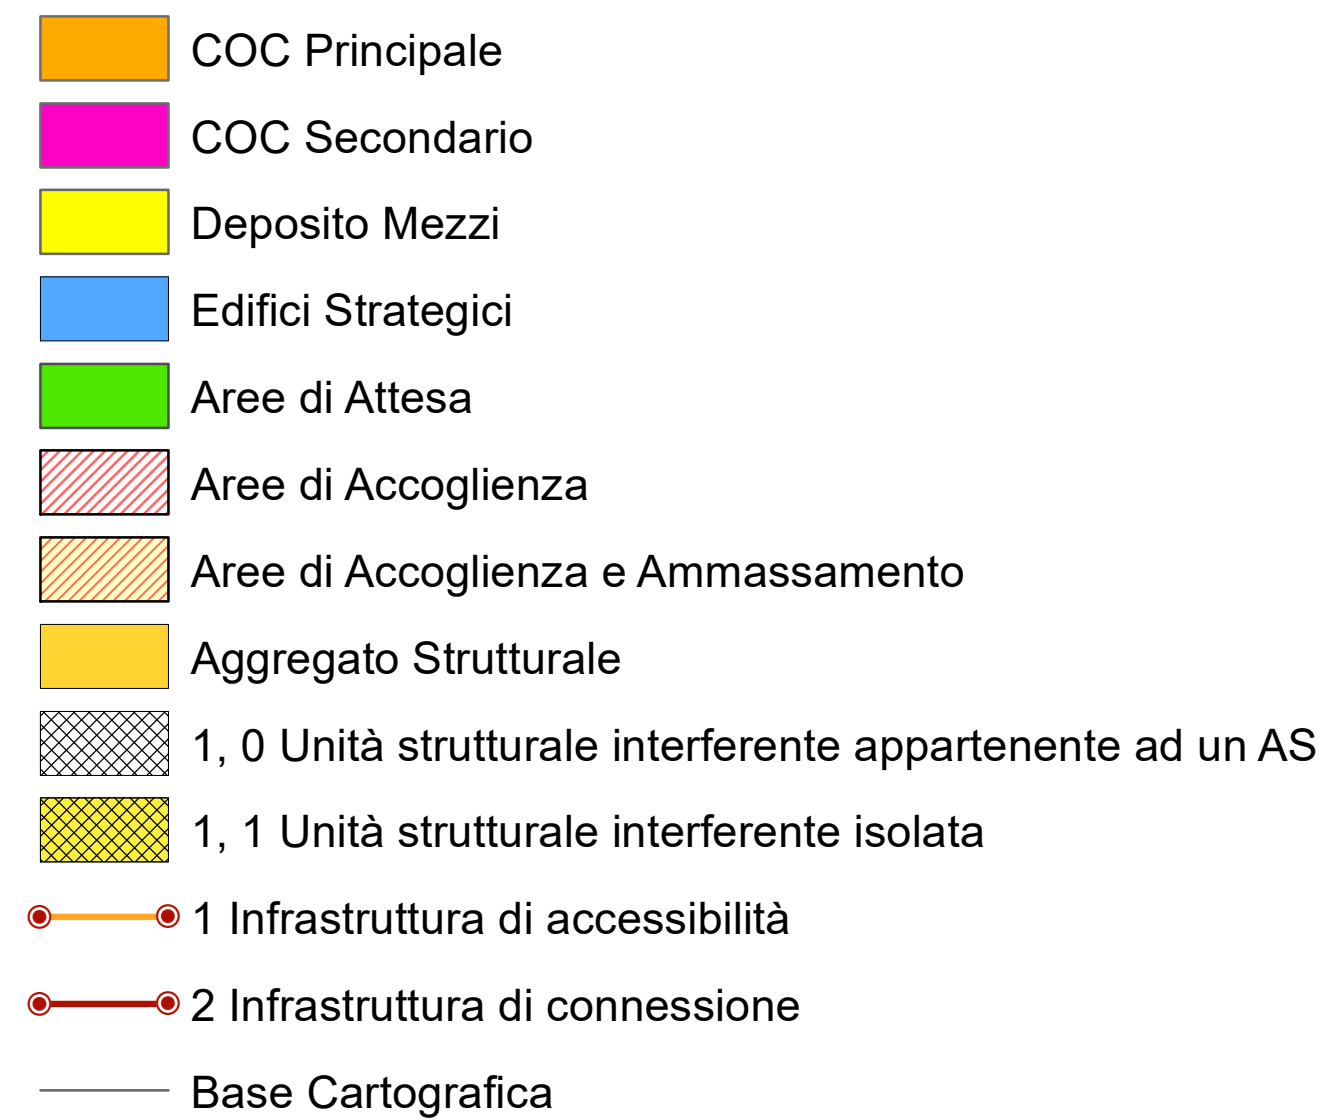 COC Principale
COC Secondario
Deposito Mezzi
Edifici Strategici
Aree di Attesa
Aree di Accoglienza
Aree di Accoglienza e Ammassamento
Aggregato Strutturale
1, 0 Unità strutturale interferente appartenente ad un AS
1, 1 Unità strutturale interferente isolata
1 Infrastruttura di accessibilità
2 Infrastruttura di connessione
Base Cartografica